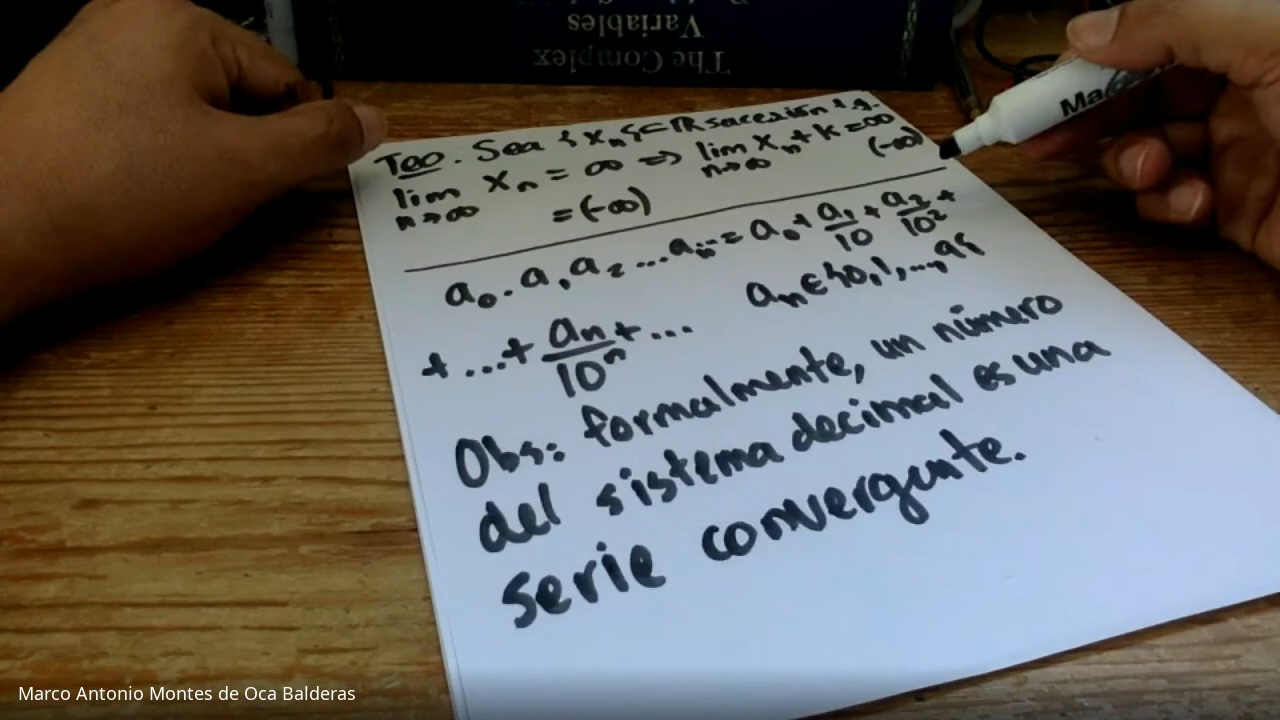 The Complex
Variables
Ma
Teo. Sea {xₙ} ⊂ ℝ sucesión t.q.
lim xₙ = ∞ ⇒ lim xₙ + k = ∞
n→∞ n→∞ (-∞)
= (-∞)
a₀.a₁a₂...aₙ... = a₀ + a₁/10 + a₂/10² +
+ ... + aₙ/10ⁿ + ... aₙ ∈ {0,1,...,9}
Obs: formalmente, un número
del sistema decimal es una
serie convergente.
Marco Antonio Montes de Oca Balderas